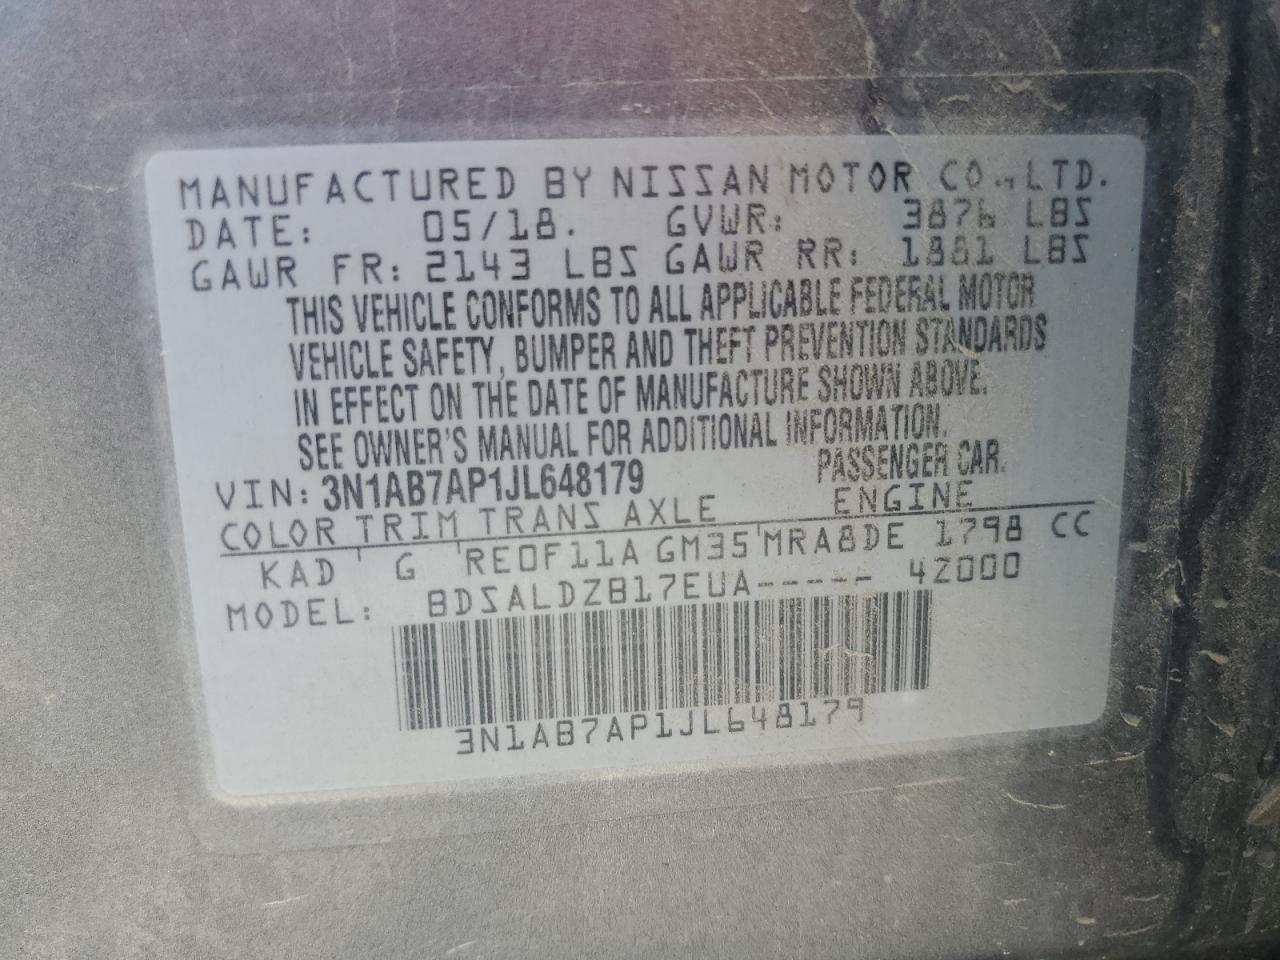 MANUFACTURED BY NISSAN MOTOR CO., LTD.
DATE: 05/18. GVWR: 3876 LBS
GAWR FR: 2143 LBS GAWR RR: 1881 LBS
THIS VEHICLE CONFORMS TO ALL APPLICABLE FEDERAL MOTOR
VEHICLE SAFETY, BUMPER AND THEFT PREVENTION STANDARDS
IN EFFECT ON THE DATE OF MANUFACTURE SHOWN ABOVE.
SEE OWNER'S MANUAL FOR ADDITIONAL INFORMATION.
VIN: 3N1AB7AP1JL648179 PASSENGER CAR.
COLOR TRIM TRANS AXLE ENGINE
KAD ' G 'RE0F11A GM35'MRA8DE 1798 CC
MODEL: BDSALDZB17EUA----- 42000
3N1AB7AP1JL648179